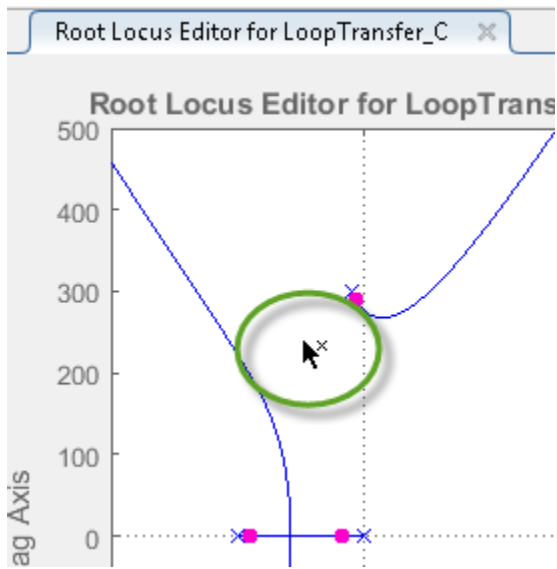 Root Locus Editor for LoopTransfer_C
Root Locus Editor for LoopTrans
500
400
300
200
100
0
ag Axis